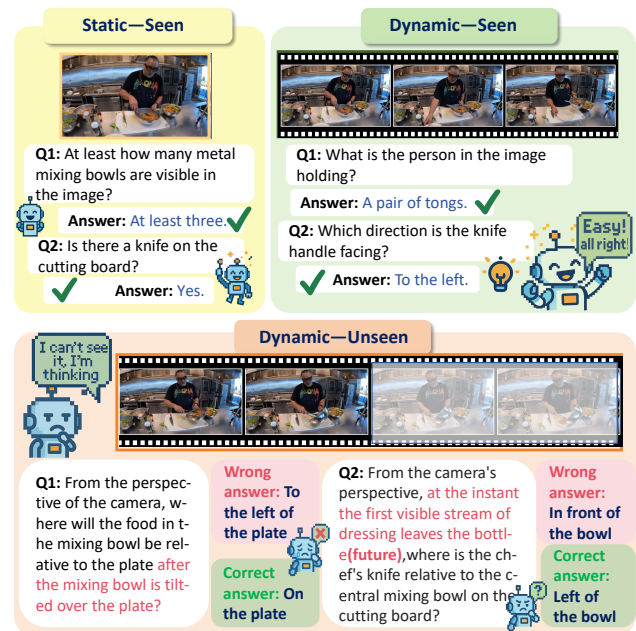 Static—Seen
Q1: At least how many metal
mixing bowls are visible in
the image?
Answer: At least three.
Q2: Is there a knife on the
cutting board?
Answer: Yes.
Dynamic—Seen
Q1: What is the person in the image
holding?
Answer: A pair of tongs.
Q2: Which direction is the knife
handle facing?
Answer: To the left.
Easy!
all right!
Dynamic—Unseen
I can't see
it, I'm
thinking
Q1: From the perspec-
tive of the camera, w-
here will the food in t-
he mixing bowl be rel-
ative to the plate after
the mixing bowl is tilt-
ed over the plate?
Wrong
answer: To
the left of
the plate
Correct
answer: On
the plate
Q2: From the camera's
perspective, at the instant
the first visible stream of
dressing leaves the bottl-
e(future),where is the ch-
ef's knife relative to the c-
entral mixing bowl on the
cutting board?
Wrong
answer:
In front of
the bowl
Correct
answer:
Left of
the bowl
?